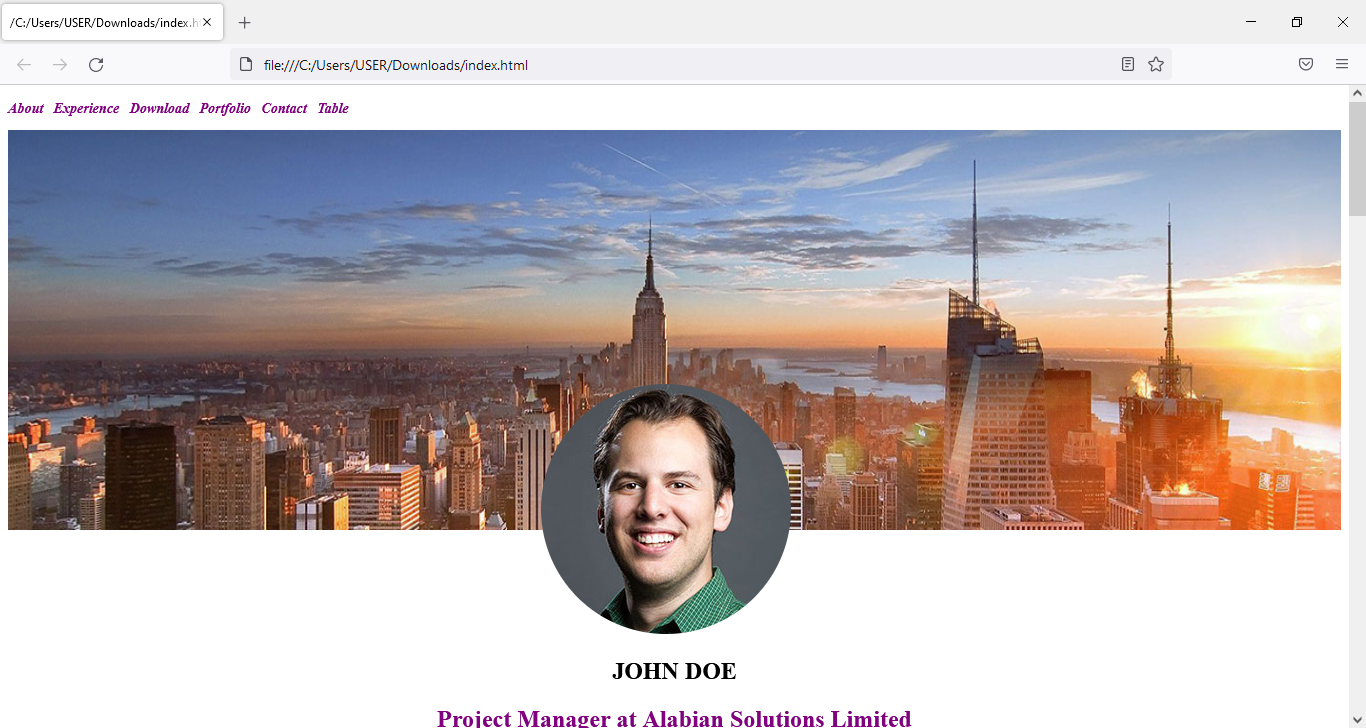 /C:/Users/USER/Downloads/index.h
file:///C:/Users/USER/Downloads/index.html
About Experience Download Portfolio Contact Table
JOHN DOE
Project Manager at Alabian Solutions Limited